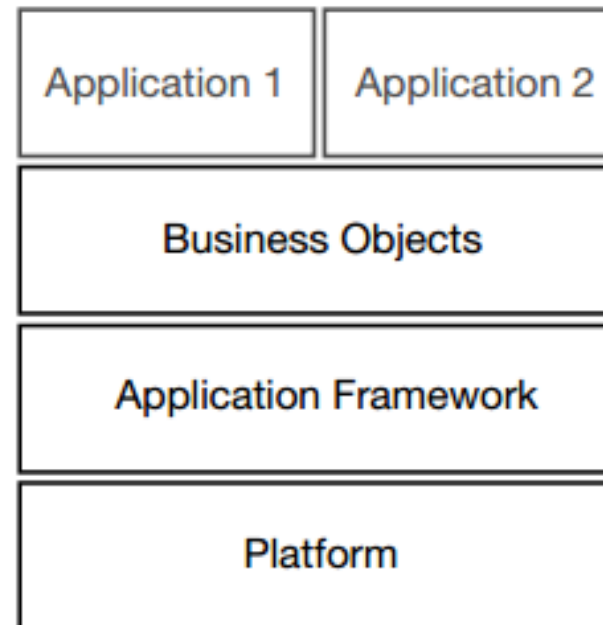 Application 1
Application 2
Business Objects
Application Framework
Platform